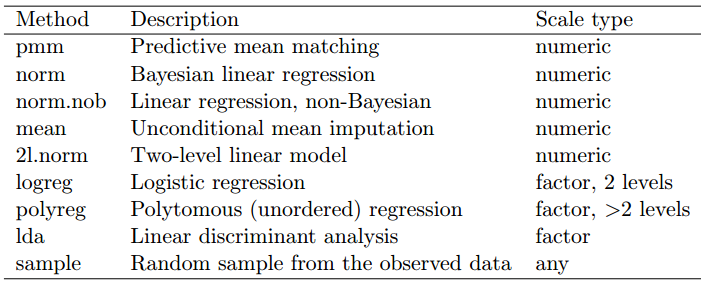 Method Description Scale type
pmm Predictive mean matching numeric
norm Bayesian linear regression numeric
norm.nob Linear regression, non-Bayesian numeric
mean Unconditional mean imputation numeric
2l.norm Two-level linear model numeric
logreg Logistic regression factor, 2 levels
polyreg Polytomous (unordered) regression factor, >2 levels
lda Linear discriminant analysis factor
sample Random sample from the observed data any